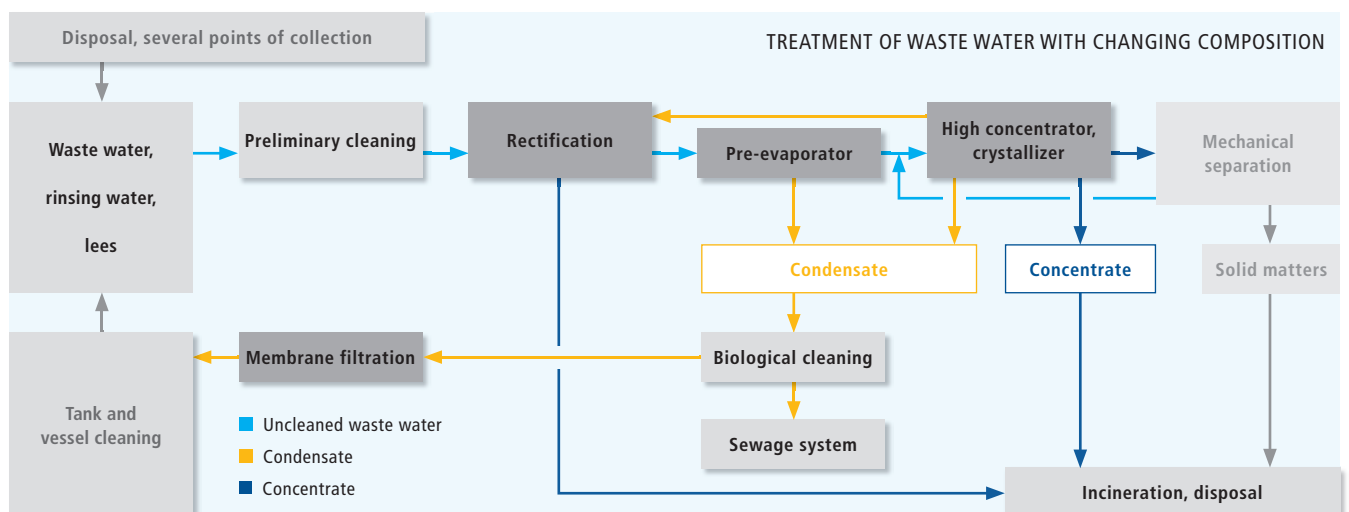 Disposal, several points of collection
TREATMENT OF WASTE WATER WITH CHANGING COMPOSITION
Waste water,
rinsing water,
lees
Preliminary cleaning
Rectification
Pre-evaporator
High concentrator,
crystallizer
Mechanical
separation
Condensate
Concentrate
Solid matters
Tank and
vessel cleaning
Membrane filtration
Biological cleaning
Uncleaned waste water
Condensate
Concentrate
Sewage system
Incineration, disposal